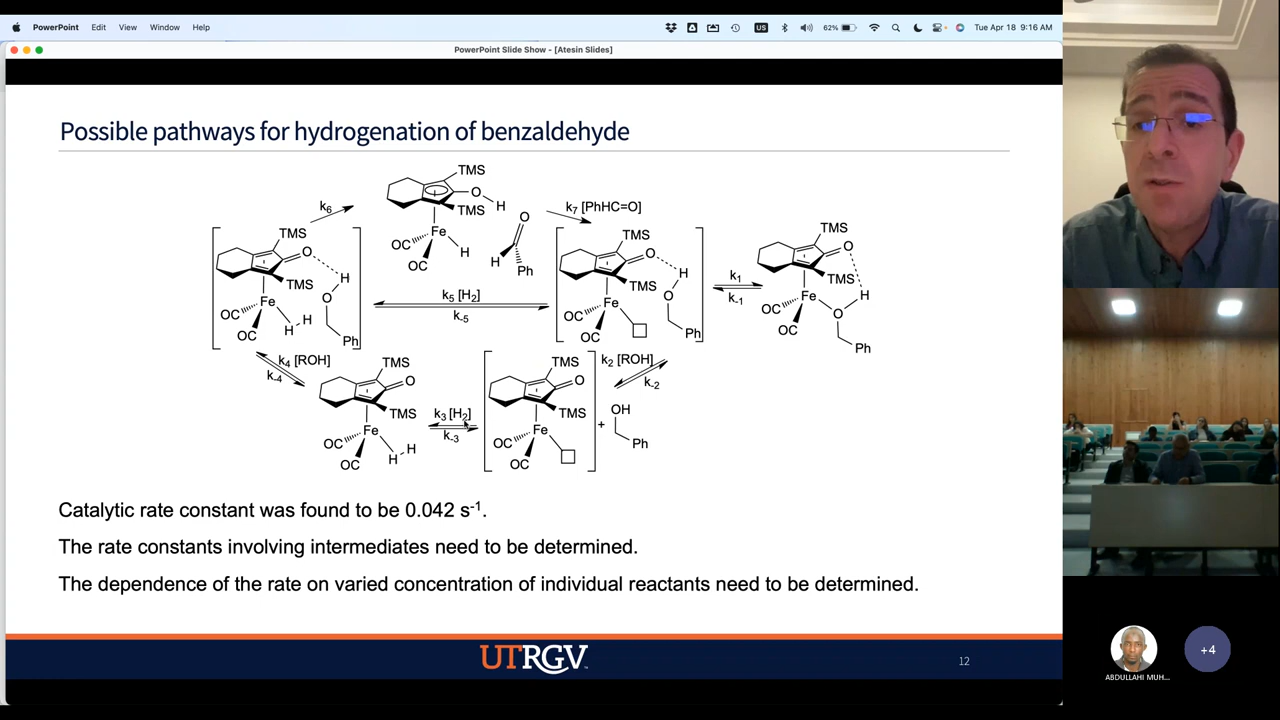 PowerPoint Edit View Window Help
US 62% Tue Apr 18 9:16 AM
PowerPoint Slide Show - [Atesin Slides]
Possible pathways for hydrogenation of benzaldehyde
TMS
O
H
TMS
Fe
OC
H
OC
k6
O
H
Ph
k7 [PhHC=O]
TMS
O
H
TMS
Fe
O
OC
H
H
OC
Ph
k5 [H2]
k-5
TMS
O
H
TMS
Fe
O
OC
OC
Ph
k1
k-1
TMS
O
TMS
H
Fe
OC
O
OC
Ph
k4 [ROH]
k-4
TMS
O
TMS
Fe
OC
H
H
OC
k3 [H2]
k-3
TMS
O
TMS
Fe
OC
OC
k2 [ROH]
k-2
+
OH
Ph
Catalytic rate constant was found to be 0.042 s-1.
The rate constants involving intermediates need to be determined.
The dependence of the rate on varied concentration of individual reactants need to be determined.
UTRGV
12
ABDULLAHI MUH...
+4